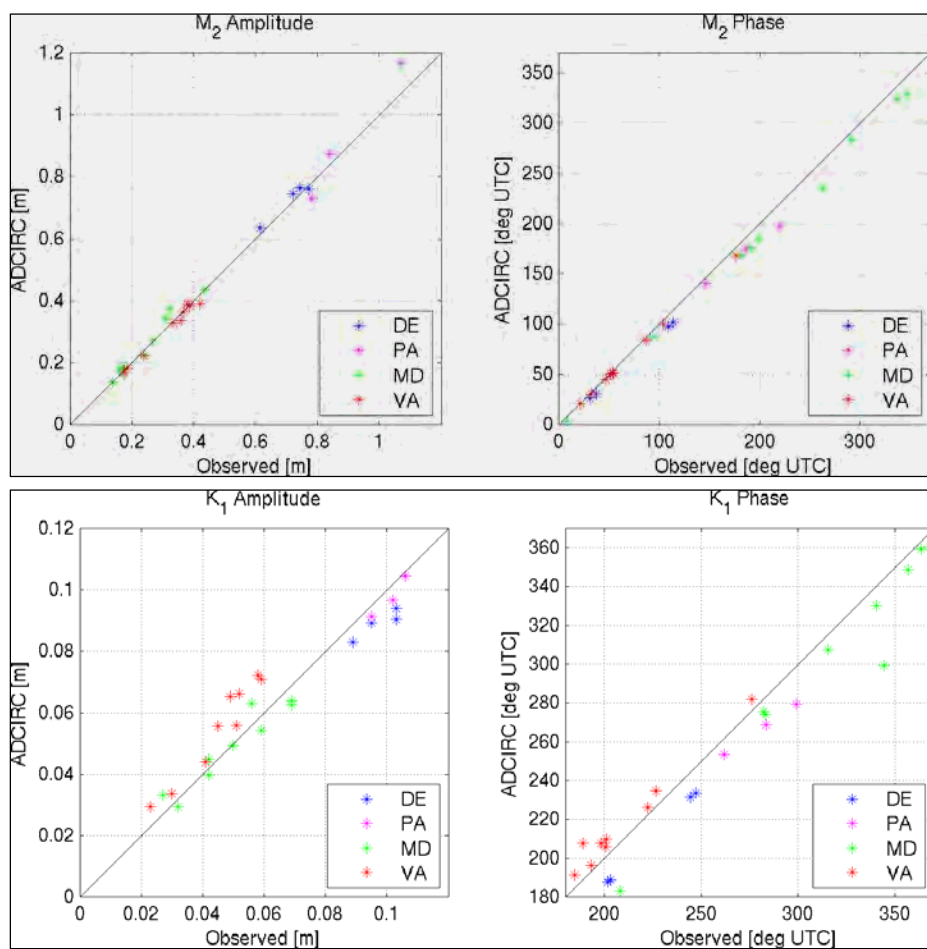 M2 Amplitude
1.2
1
0.8
0.6
0.4
0.2
0
ADCIRC [m]
DE
PA
MD
VA
0 0.2 0.4 0.6 0.8 1
Observed [m]
M2 Phase
350
300
250
200
150
100
50
0
ADCIRC [deg UTC]
DE
PA
MD
VA
0 100 200 300
Observed [deg UTC]
K1 Amplitude
0.12
0.1
0.08
0.06
0.04
0.02
0
ADCIRC [m]
DE
PA
MD
VA
0 0.02 0.04 0.06 0.08 0.1
Observed [m]
K1 Phase
360
340
320
300
280
260
240
220
200
180
ADCIRC [deg UTC]
DE
PA
MD
VA
200 250 300 350
Observed [deg UTC]